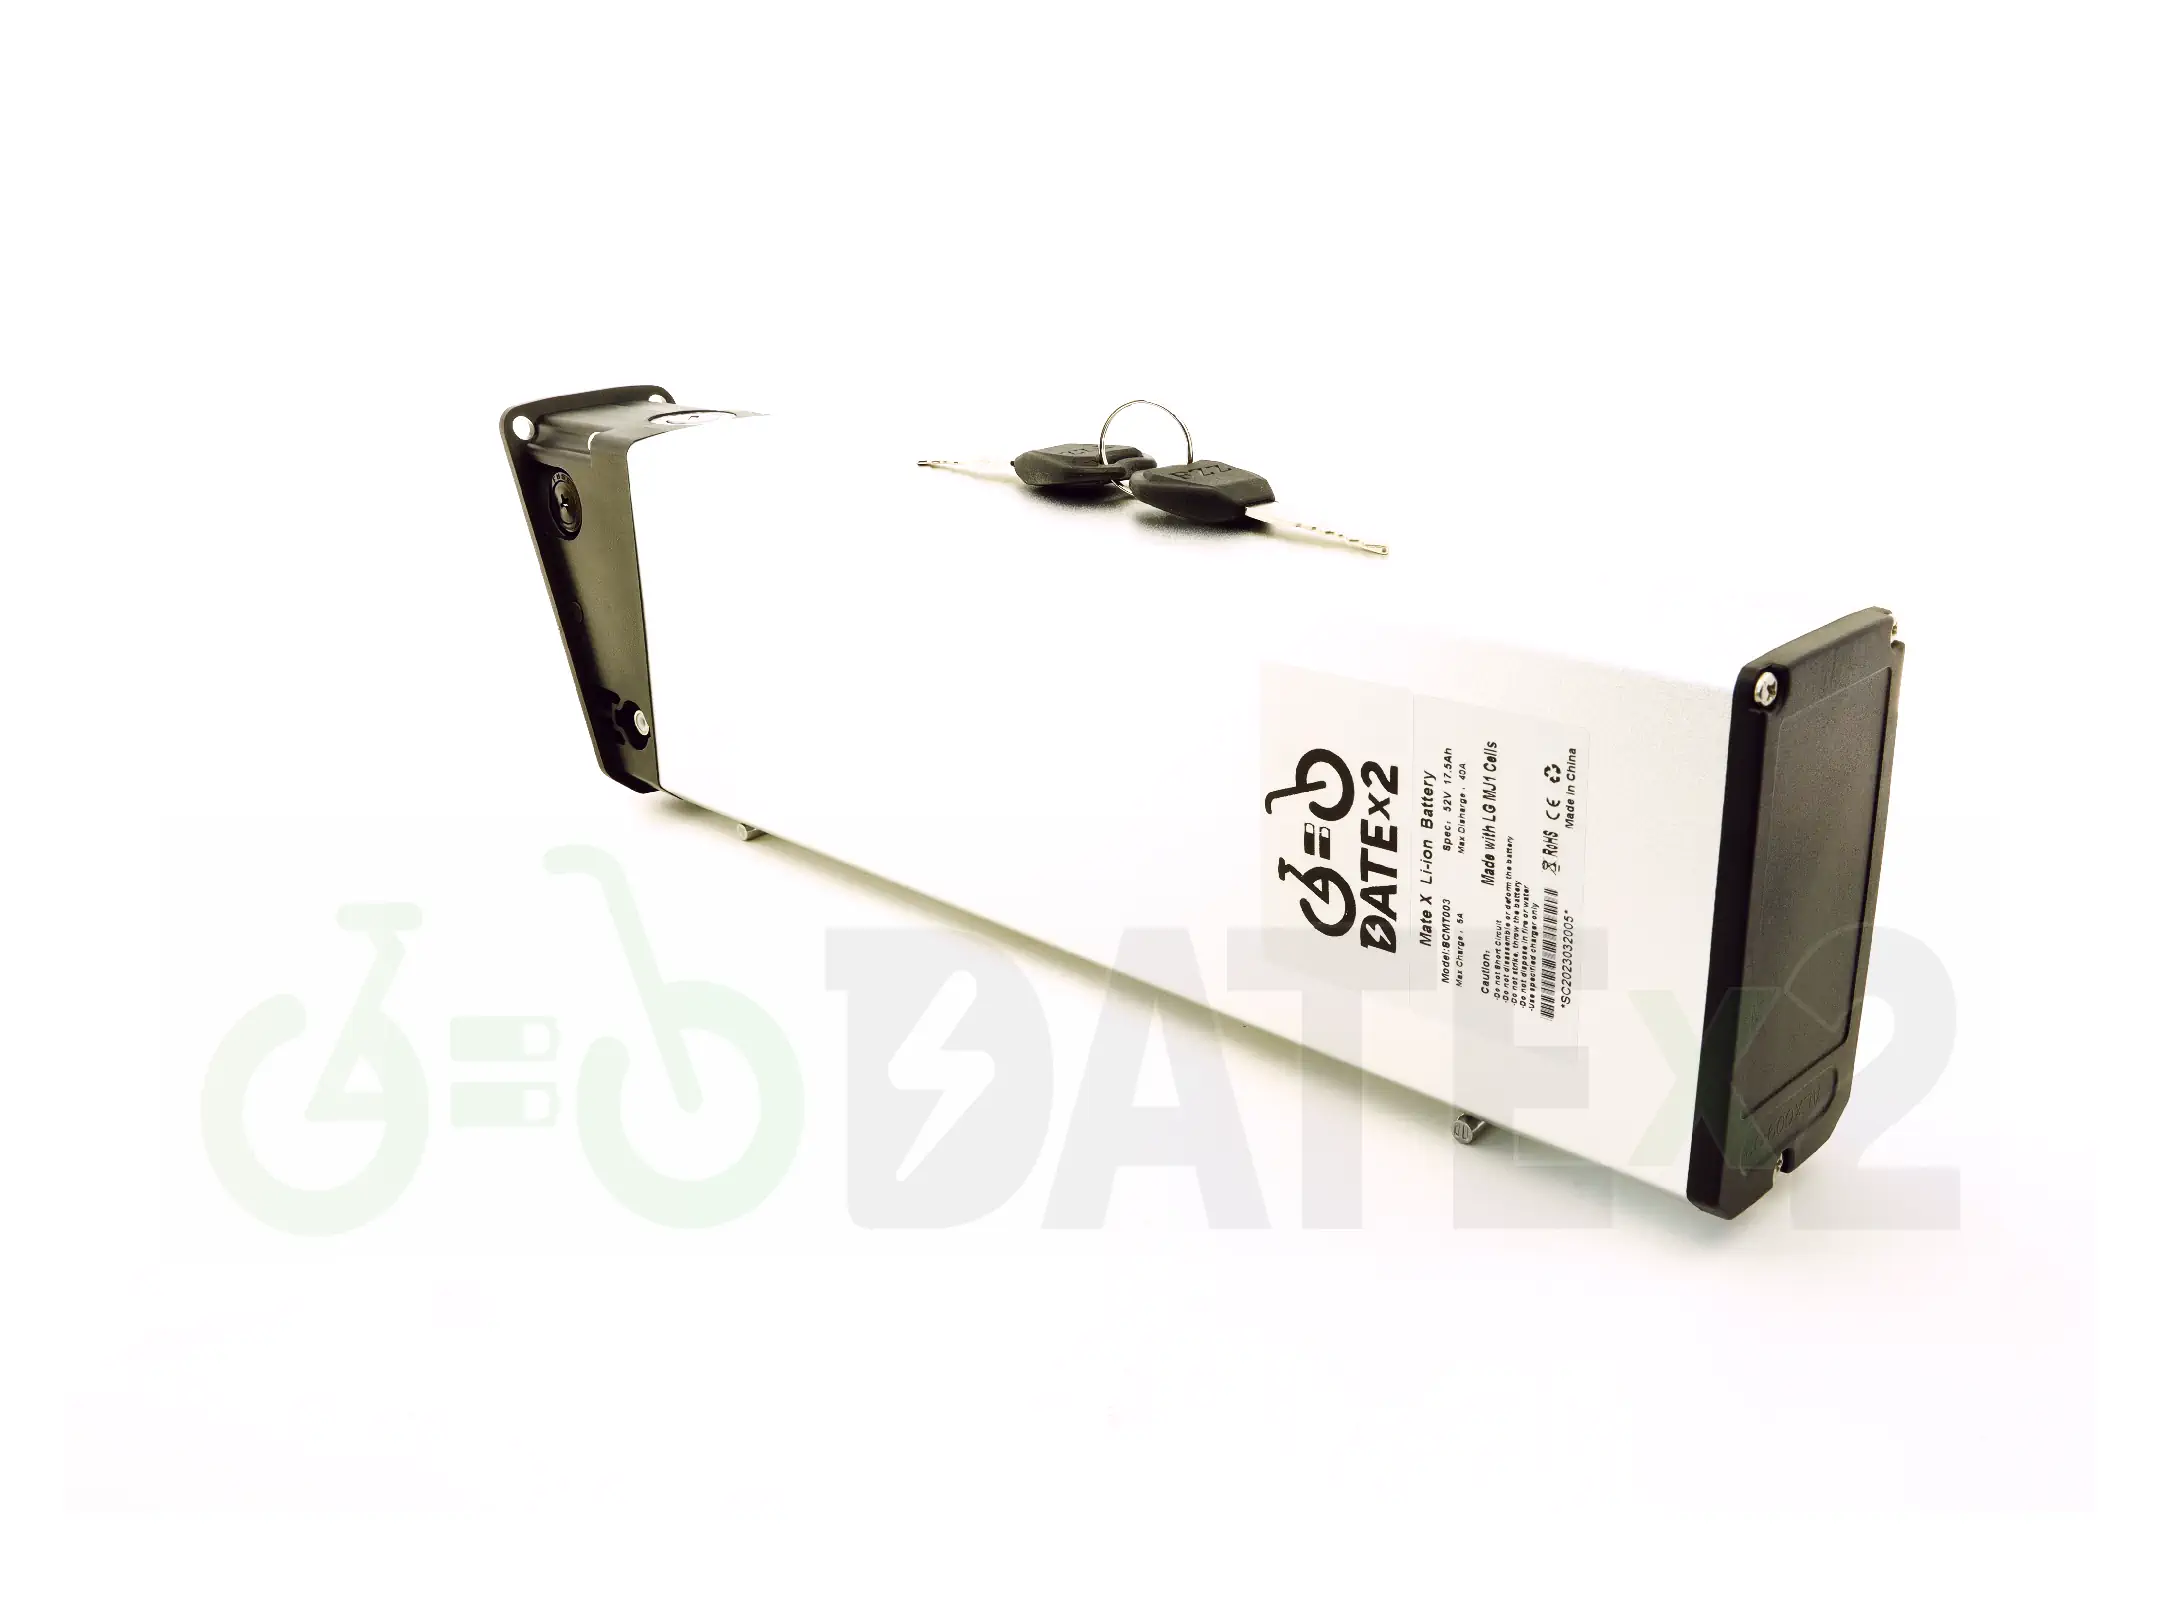 BATEx2
Mate X Li-ion Battery
Model:BCMT003 Spec: 52V 17.5Ah
Max Charge: 5A Max Disharge: 40A
Caution: Made with LG MJ1 Cells
-Do not Short Circuit
-Do not disassemble or deform the battery
-Do not strike, throw the battery
-Do not dispose in fire or water
-Use specified charger only
RoHS CE
*SC2023032005* Made in China
BATEx2